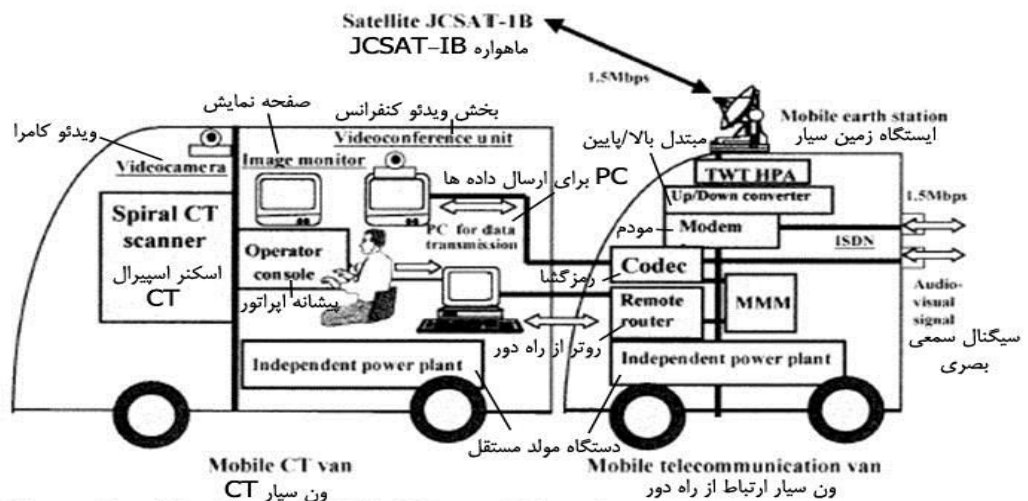 Satellite JCSAT-1B
ماهواره JCSAT-IB
1.5Mbps
Mobile earth station
ایستگاه زمین سیار
صفحه نمایش
بخش ویدئو کنفرانس
Videoconference unit
ویدئو کامرا
Videocamera
Image monitor
مبتدل بالا/پایین
TWT HPA
PC برای ارسال داده ها
Up/Down converter
1.5Mbps
Spiral CT
scanner
اسکنر اسپیرال
CT
PC for data
transmission
مودم
Modem
ISDN
Operator
console
پیشانه اپراتور
Codec
رمزگشا
Remote
router
روتر از راه دور
MMM
Audio-
visual
signal
سیگنال سمعی
بصری
Independent power plant
Independent power plant
دستگاه مولد مستقل
Mobile CT van
ون سیار CT
Mobile telecommunication van
ون سیار ارتباط از راه دور